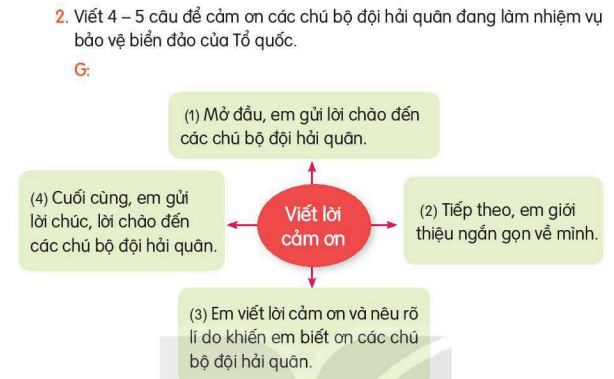 2. Viết 4 – 5 câu để cảm ơn các chú bộ đội hải quân đang làm nhiệm vụ
bảo vệ biển đảo của Tổ quốc.
G:
(1) Mở đầu, em gửi lời chào đến
các chú bộ đội hải quân.
(4) Cuối cùng, em gửi
lời chúc, lời chào đến
các chú bộ đội hải quân.
Viết lời
cảm ơn
(2) Tiếp theo, em giới
thiệu ngắn gọn về mình.
(3) Em viết lời cảm ơn và nêu rõ
lí do khiến em biết ơn các chú
bộ đội hải quân.